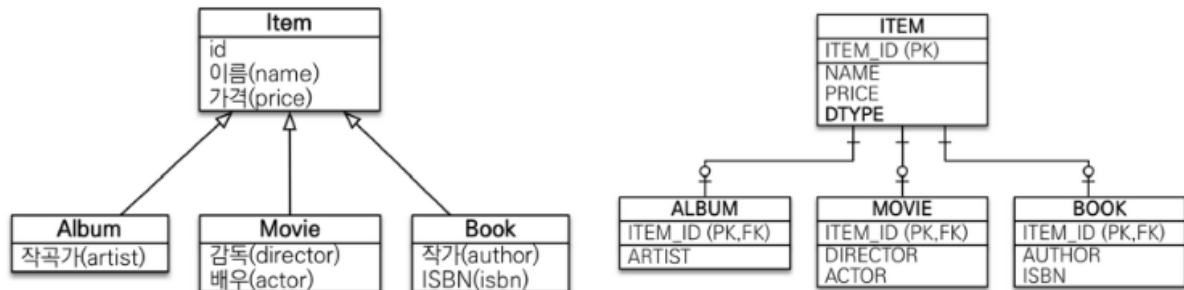 Item
id
이름(name)
가격(price)
Album
작곡가(artist)
Movie
감독(director)
배우(actor)
Book
작가(author)
ISBN(isbn)
ITEM
ITEM_ID (PK)
NAME
PRICE
DTYPE
ALBUM
ITEM_ID (PK,FK)
ARTIST
MOVIE
ITEM_ID (PK,FK)
DIRECTOR
ACTOR
BOOK
ITEM_ID (PK,FK)
AUTHOR
ISBN